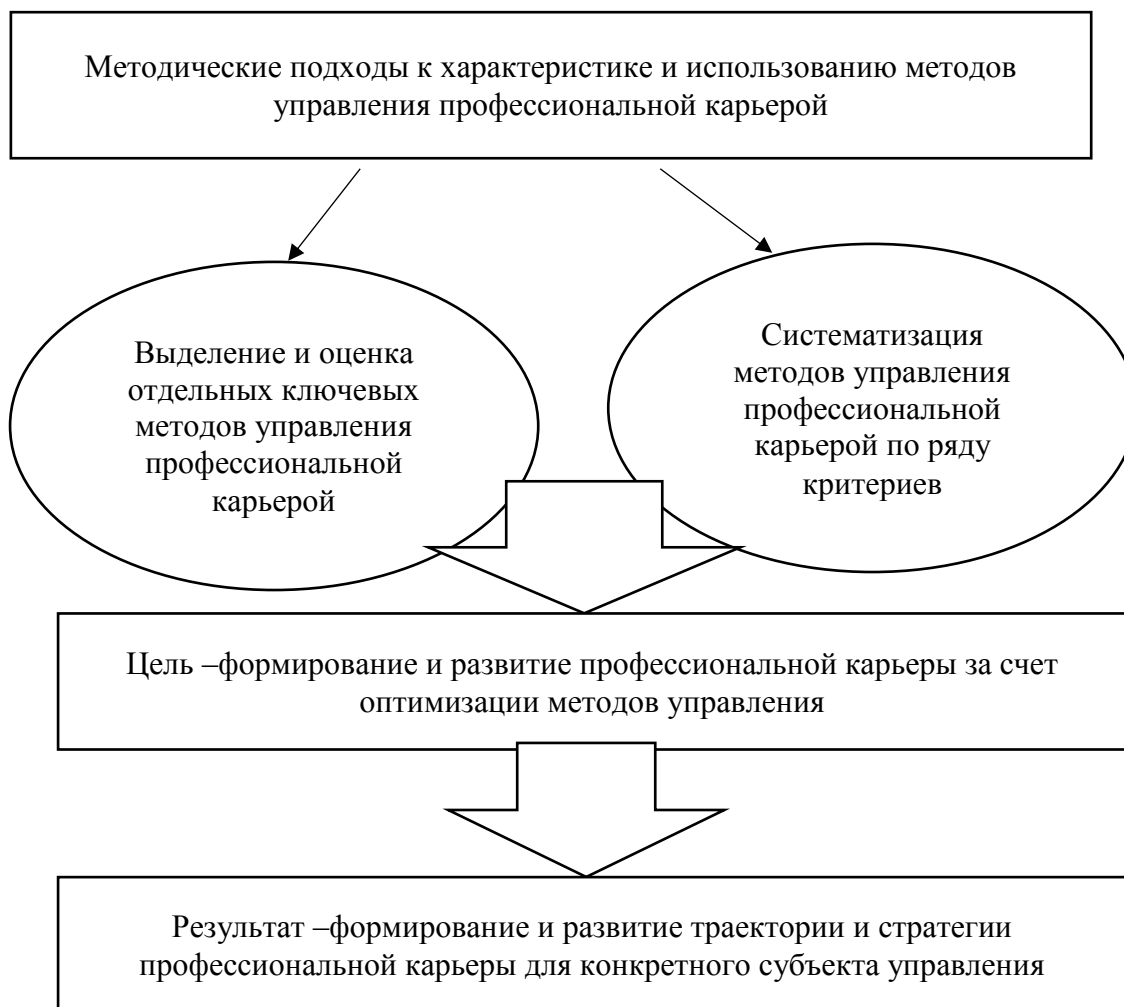 Методические подходы к характеристике и использованию методов
управления профессиональной карьерой
Выделение и оценка
отдельных ключевых
методов управления
профессиональной
карьерой
Систематизация
методов управления
профессиональной
карьерой по ряду
критериев
Цель –формирование и развитие профессиональной карьеры за счет
оптимизации методов управления
Результат –формирование и развитие траектории и стратегии
профессиональной карьеры для конкретного субъекта управления